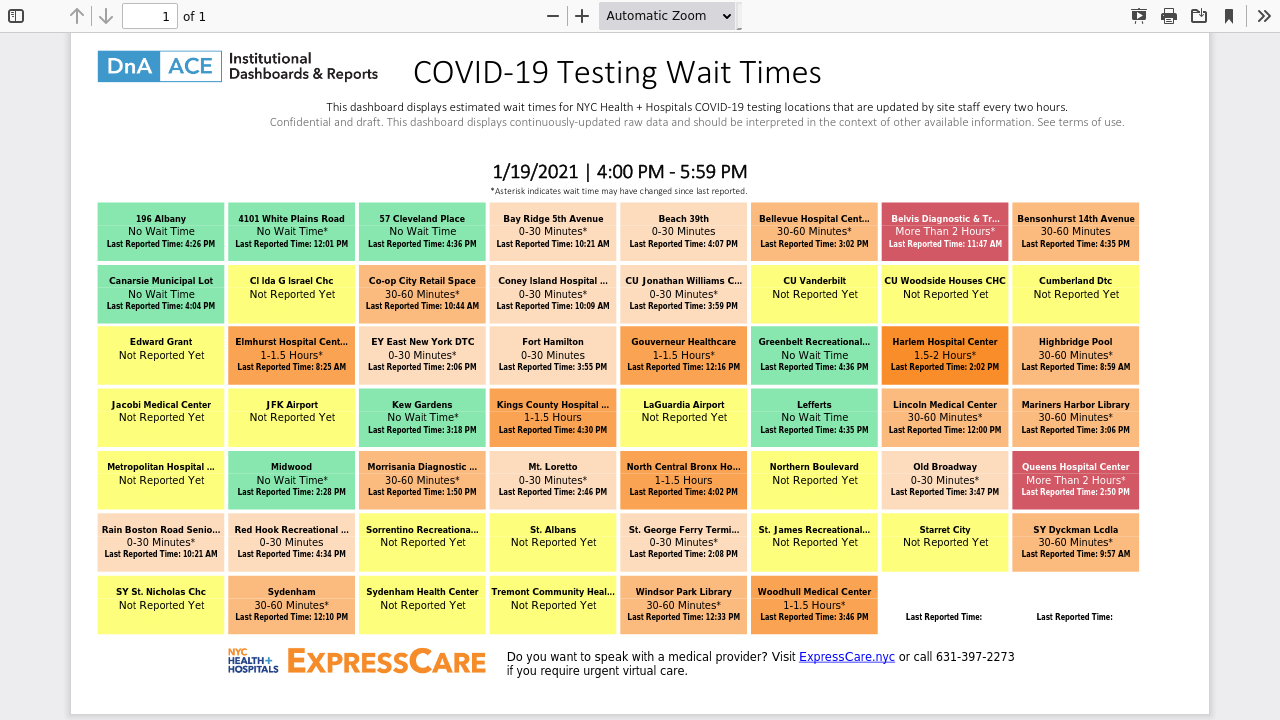 1 of 1
Automatic Zoom
DnA ACE Institutional
Dashboards & Reports
COVID-19 Testing Wait Times
This dashboard displays estimated wait times for NYC Health + Hospitals COVID-19 testing locations that are updated by site staff every two hours.
Confidential and draft. This dashboard displays continuously-updated raw data and should be interpreted in the context of other available information. See terms of use.
1/19/2021 | 4:00 PM - 5:59 PM
*Asterisk indicates wait time may have changed since last reported.
196 Albany
No Wait Time
Last Reported Time: 4:26 PM
4101 White Plains Road
No Wait Time*
Last Reported Time: 12:01 PM
57 Cleveland Place
No Wait Time
Last Reported Time: 4:36 PM
Bay Ridge 5th Avenue
0-30 Minutes*
Last Reported Time: 10:21 AM
Beach 39th
0-30 Minutes
Last Reported Time: 4:07 PM
Bellevue Hospital Cent...
30-60 Minutes*
Last Reported Time: 3:02 PM
Belvis Diagnostic & Tr...
More Than 2 Hours*
Last Reported Time: 11:47 AM
Bensonhurst 14th Avenue
30-60 Minutes
Last Reported Time: 4:35 PM
Canarsie Municipal Lot
No Wait Time
Last Reported Time: 4:04 PM
Cl Ida G Israel Chc
Not Reported Yet
Co-op City Retail Space
30-60 Minutes*
Last Reported Time: 10:44 AM
Coney Island Hospital ...
0-30 Minutes*
Last Reported Time: 10:09 AM
CU Jonathan Williams C...
0-30 Minutes*
Last Reported Time: 3:59 PM
CU Vanderbilt
Not Reported Yet
CU Woodside Houses CHC
Not Reported Yet
Cumberland Dtc
Not Reported Yet
Edward Grant
Not Reported Yet
Elmhurst Hospital Cent...
1-1.5 Hours*
Last Reported Time: 8:25 AM
EY East New York DTC
0-30 Minutes*
Last Reported Time: 2:06 PM
Fort Hamilton
0-30 Minutes
Last Reported Time: 3:55 PM
Gouverneur Healthcare
1-1.5 Hours*
Last Reported Time: 12:16 PM
Greenbelt Recreational...
No Wait Time
Last Reported Time: 4:36 PM
Harlem Hospital Center
1.5-2 Hours*
Last Reported Time: 2:02 PM
Highbridge Pool
30-60 Minutes*
Last Reported Time: 8:59 AM
Jacobi Medical Center
Not Reported Yet
JFK Airport
Not Reported Yet
Kew Gardens
No Wait Time*
Last Reported Time: 3:18 PM
Kings County Hospital ...
1-1.5 Hours
Last Reported Time: 4:30 PM
LaGuardia Airport
Not Reported Yet
Lefferts
No Wait Time
Last Reported Time: 4:35 PM
Lincoln Medical Center
30-60 Minutes*
Last Reported Time: 12:00 PM
Mariners Harbor Library
30-60 Minutes*
Last Reported Time: 3:06 PM
Metropolitan Hospital ...
Not Reported Yet
Midwood
No Wait Time*
Last Reported Time: 2:28 PM
Morrisania Diagnostic ...
30-60 Minutes*
Last Reported Time: 1:50 PM
Mt. Loretto
0-30 Minutes*
Last Reported Time: 2:46 PM
North Central Bronx Ho...
1-1.5 Hours
Last Reported Time: 4:02 PM
Northern Boulevard
Not Reported Yet
Old Broadway
0-30 Minutes*
Last Reported Time: 3:47 PM
Queens Hospital Center
More Than 2 Hours*
Last Reported Time: 2:50 PM
Rain Boston Road Senio...
0-30 Minutes*
Last Reported Time: 10:21 AM
Red Hook Recreational ...
0-30 Minutes
Last Reported Time: 4:34 PM
Sorrentino Recreationa...
Not Reported Yet
St. Albans
Not Reported Yet
St. George Ferry Termi...
0-30 Minutes*
Last Reported Time: 2:08 PM
St. James Recreational...
Not Reported Yet
Starret City
Not Reported Yet
SY Dyckman Lcdla
30-60 Minutes*
Last Reported Time: 9:57 AM
SY St. Nicholas Chc
Not Reported Yet
Sydenham
30-60 Minutes*
Last Reported Time: 12:10 PM
Sydenham Health Center
Not Reported Yet
Tremont Community Heal...
Not Reported Yet
Windsor Park Library
30-60 Minutes*
Last Reported Time: 12:33 PM
Woodhull Medical Center
1-1.5 Hours*
Last Reported Time: 3:46 PM
Last Reported Time:
Last Reported Time:
NYC
HEALTH+
HOSPITALS
EXPRESSCARE
Do you want to speak with a medical provider? Visit ExpressCare.nyc or call 631-397-2273
if you require urgent virtual care.